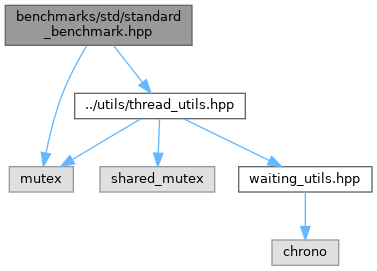 benchmarks/std/standard
_benchmark.hpp
../utils/thread_utils.hpp
mutex
shared_mutex
waiting_utils.hpp
chrono